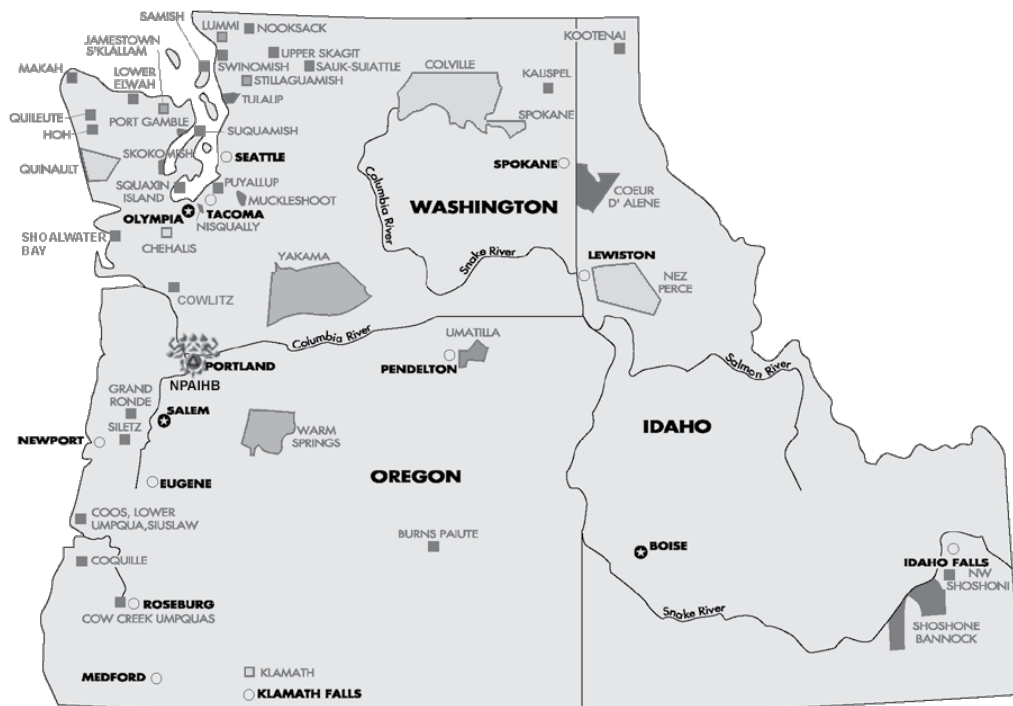 SAMISH
LUMMI
NOOKSACK
KOOTENAI
JAMESTOWN
S'KLALLAM
UPPER SKAGIT
SWINOMISH
SAUK-SUIATTLE
COLVILLE
MAKAH
LOWER
ELWAH
STILLAGUAMISH
KALISPEL
TULALIP
QUILEUTE
PORT GAMBLE
SPOKANE
HOH
SUQUAMISH
SKOKOMISH
SEATTLE
SPOKANE
QUINAULT
SQUAXIN
ISLAND
PUYALLUP
MUCKLESHOOT
Columbia River
COEUR
D' ALENE
WASHINGTON
OLYMPIA
TACOMA
NISQUALLY
SHOALWATER
BAY
CHEHALIS
YAKAMA
Snake River
LEWISTON
NEZ
PERCE
COWLITZ
Columbia River
UMATILLA
PORTLAND
PENDELTON
Salmon River
NPAIHB
GRAND
RONDE
SALEM
SILETZ
WARM
SPRINGS
IDAHO
NEWPORT
OREGON
EUGENE
COOS, LOWER
UMPQUA,SIUSLAW
BURNS PAIUTE
BOISE
COQUILLE
IDAHO FALLS
NW
SHOSHONI
ROSEBURG
COW CREEK UMPQUAS
Snake River
SHOSHONE
BANNOCK
MEDFORD
KLAMATH
KLAMATH FALLS